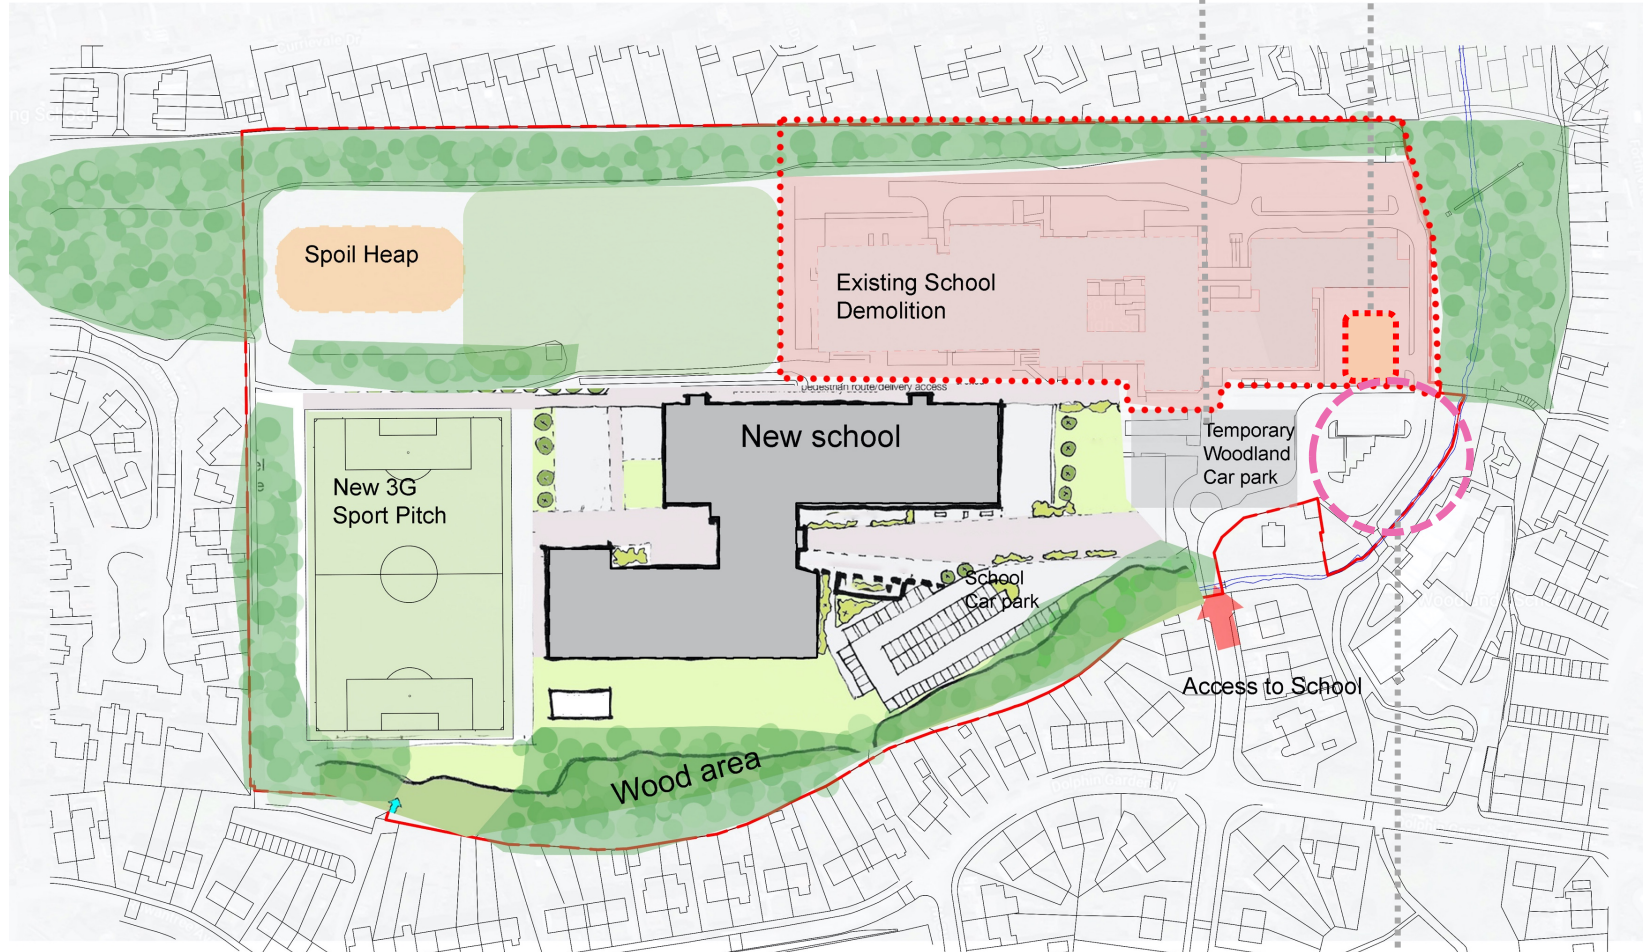 Spoil Heap
Existing School
Demolition
pedestrian route/delivery access
New school
Temporary
Woodland
Car park
New 3G
Sport Pitch
School
Car park
Access to School
Wood area